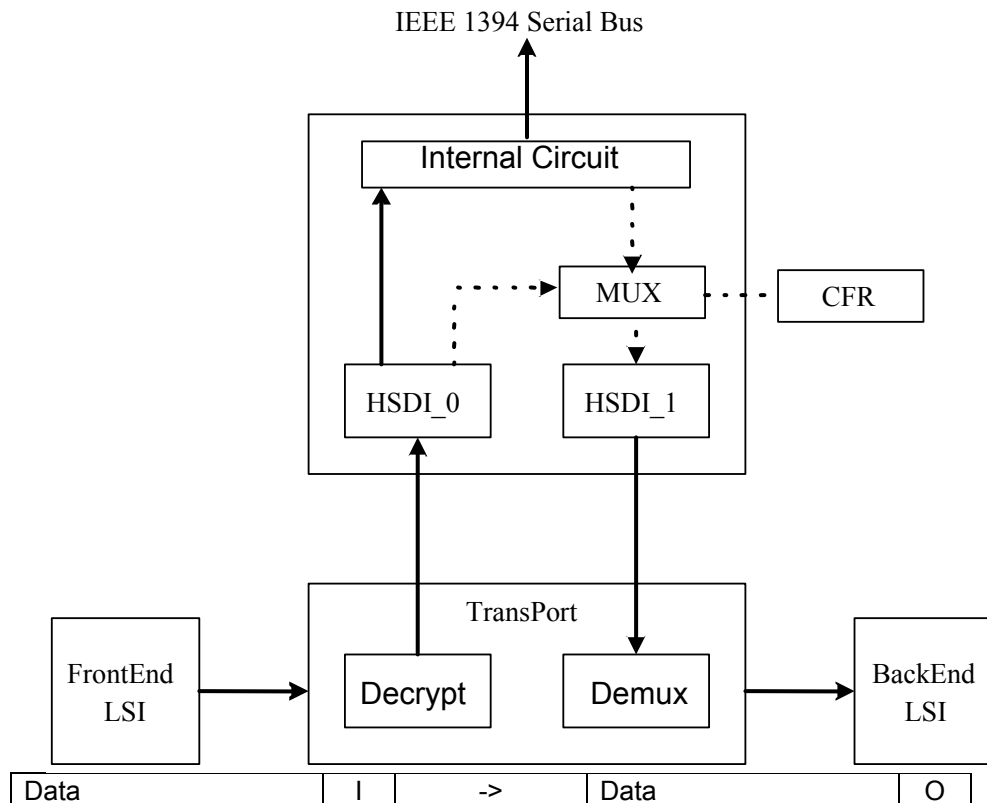 IEEE 1394 Serial Bus
Internal Circuit
MUX
CFR
HSDI_0
HSDI_1
TransPort
FrontEnd
LSI
Decrypt
Demux
BackEnd
LSI
Data I -> Data O